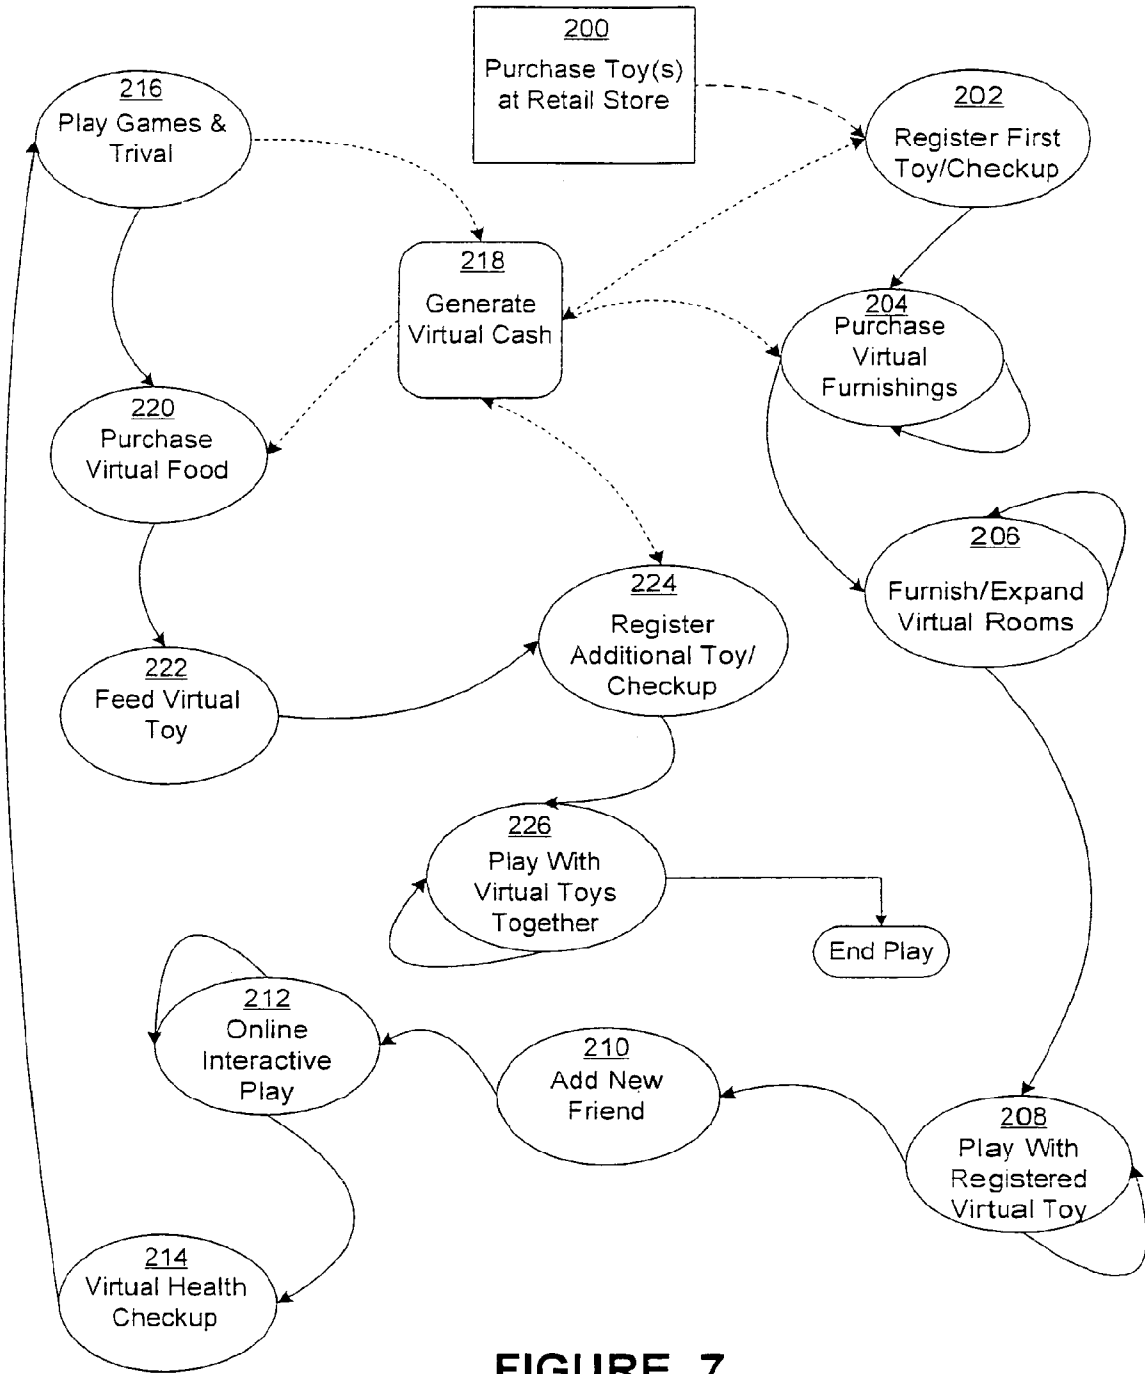 200
Purchase Toy(s)
at Retail Store
216
Play Games &
Trival
202
Register First
Toy/Checkup
218
Generate
Virtual Cash
204
Purchase
Virtual
Furnishings
220
Purchase
Virtual Food
206
Furnish/Expand
Virtual Rooms
224
Register
Additional Toy/
Checkup
222
Feed Virtual
Toy
226
Play With
Virtual Toys
Together
End Play
212
Online
Interactive
Play
210
Add New
Friend
208
Play With
Registered
Virtual Toy
214
Virtual Health
Checkup
FIGURE 7